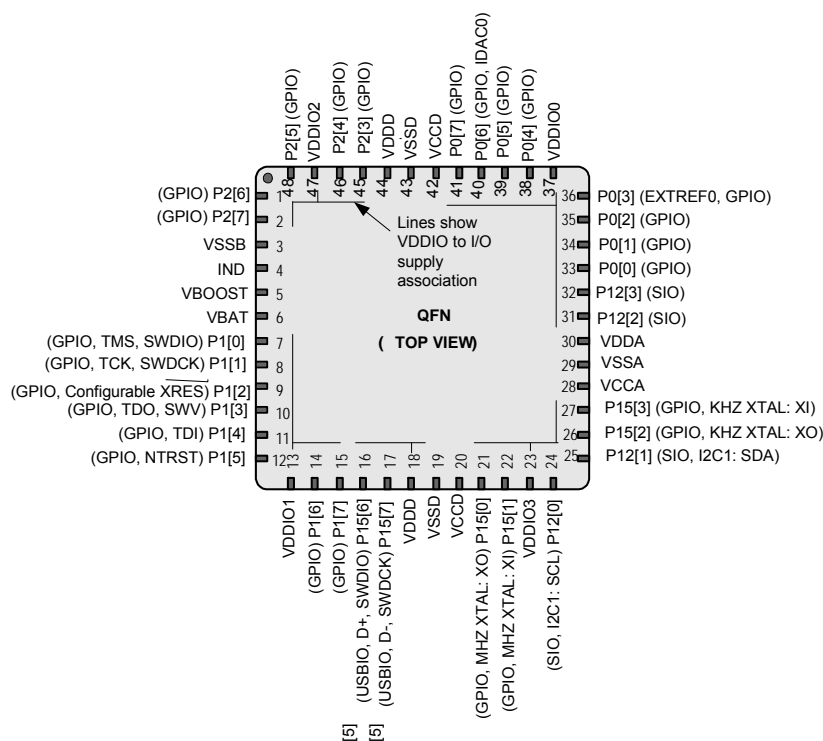 P2[5] (GPIO)
VDDIO2
P2[4] (GPIO)
P2[3] (GPIO)
VDDD
VSSD
VCCD
P0[7] (GPIO)
P0[6] (GPIO, IDAC0)
P0[5] (GPIO)
P0[4] (GPIO)
VDDIO0
48
47
46
45
44
43
42
41
40
39
38
37
(GPIO) P2[6]
(GPIO) P2[7]
VSSB
IND
VBOOST
VBAT
(GPIO, TMS, SWDIO) P1[0]
(GPIO, TCK, SWDCK) P1[1]
(GPIO, Configurable XRES) P1[2]
(GPIO, TDO, SWV) P1[3]
(GPIO, TDI) P1[4]
(GPIO, NTRST) P1[5]
1
2
3
4
5
6
7
8
9
10
11
12
Lines show
VDDIO to I/O
supply
association
QFN
( TOP VIEW)
36
35
34
33
32
31
30
29
28
27
26
25
P0[3] (EXTREF0, GPIO)
P0[2] (GPIO)
P0[1] (GPIO)
P0[0] (GPIO)
P12[3] (SIO)
P12[2] (SIO)
VDDA
VSSA
VCCA
P15[3] (GPIO, KHZ XTAL: XI)
P15[2] (GPIO, KHZ XTAL: XO)
P12[1] (SIO, I2C1: SDA)
13
14
15
16
17
18
19
20
21
22
23
24
VDDIO1
(GPIO) P1[6]
(GPIO) P1[7]
(USBIO, D+, SWDIO) P15[6]
(USBIO, D-, SWDCK) P15[7]
VDDD
VSSD
VCCD
(GPIO, MHZ XTAL: XO) P15[0]
(GPIO, MHZ XTAL: XI) P15[1]
VDDIO3
(SIO, I2C1: SCL) P12[0]
[5]
[5]